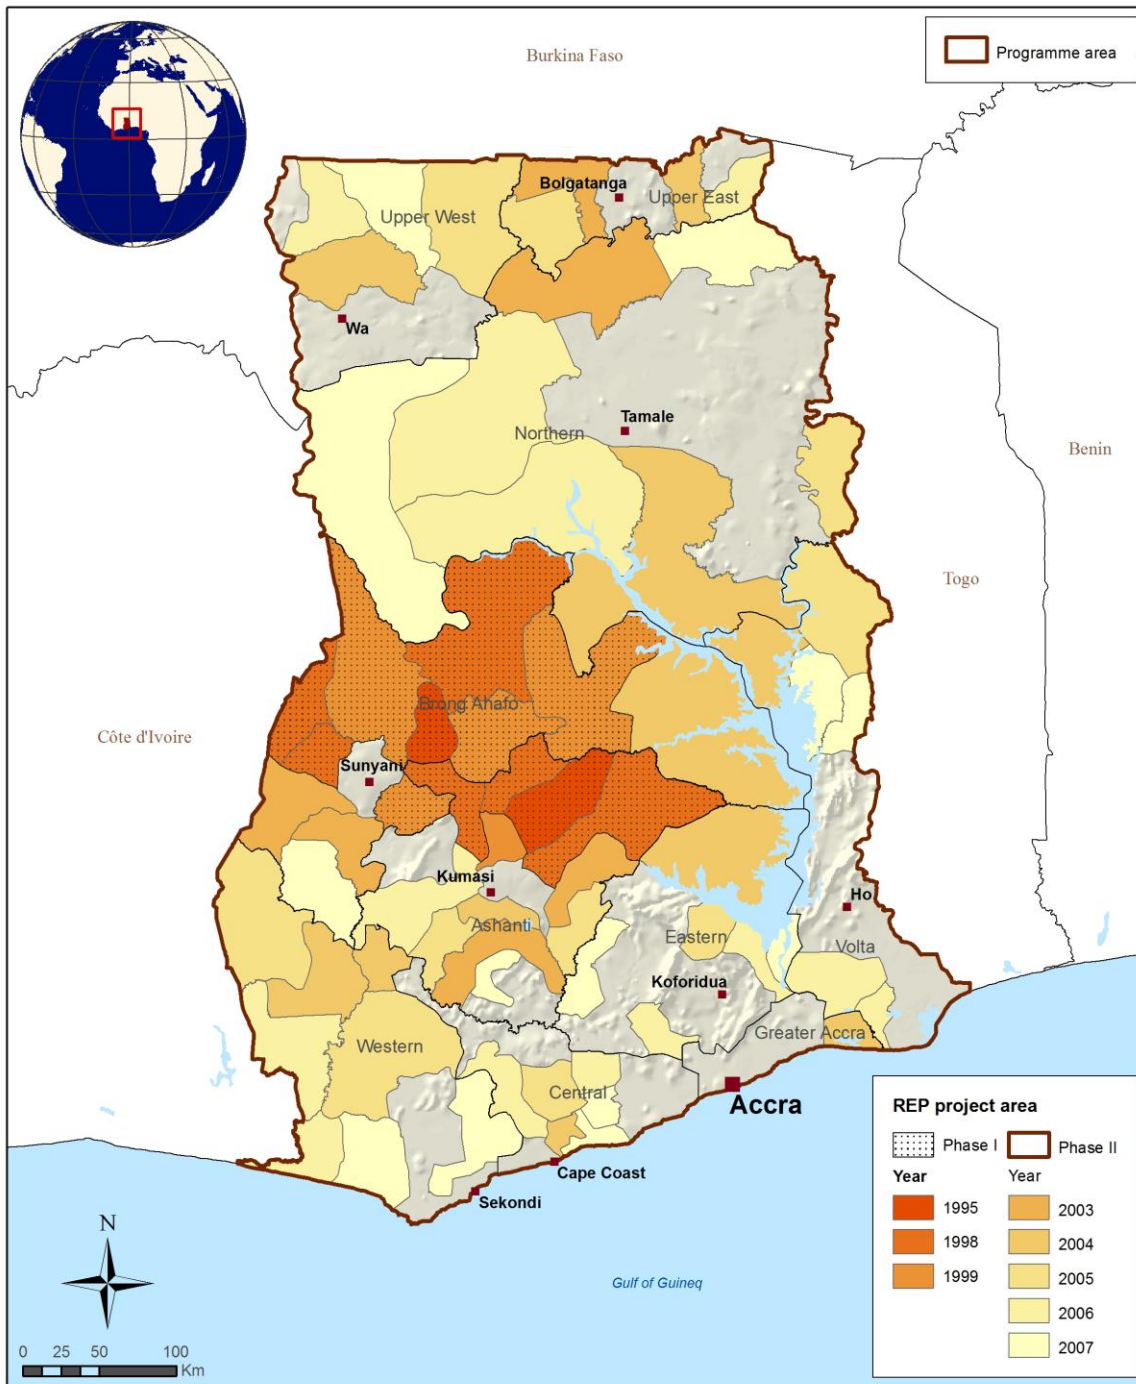 Burkina Faso
Programme area
Bolgatanga
Upper East
Upper West
Wa
Tamale
Northern
Benin
Togo
Côte d'Ivoire
Brong Ahafo
Sunyani
Kumasi
Ashanti
Ho
Eastern
Volta
Koforidua
Greater Accra
Western
Central
Accra
Cape Coast
Sekondi
Gulf of Guineq
N
0 25 50 100
Km
REP project area
Phase I Phase II
Year Year
1995 2003
1998 2004
1999 2005
2006
2007